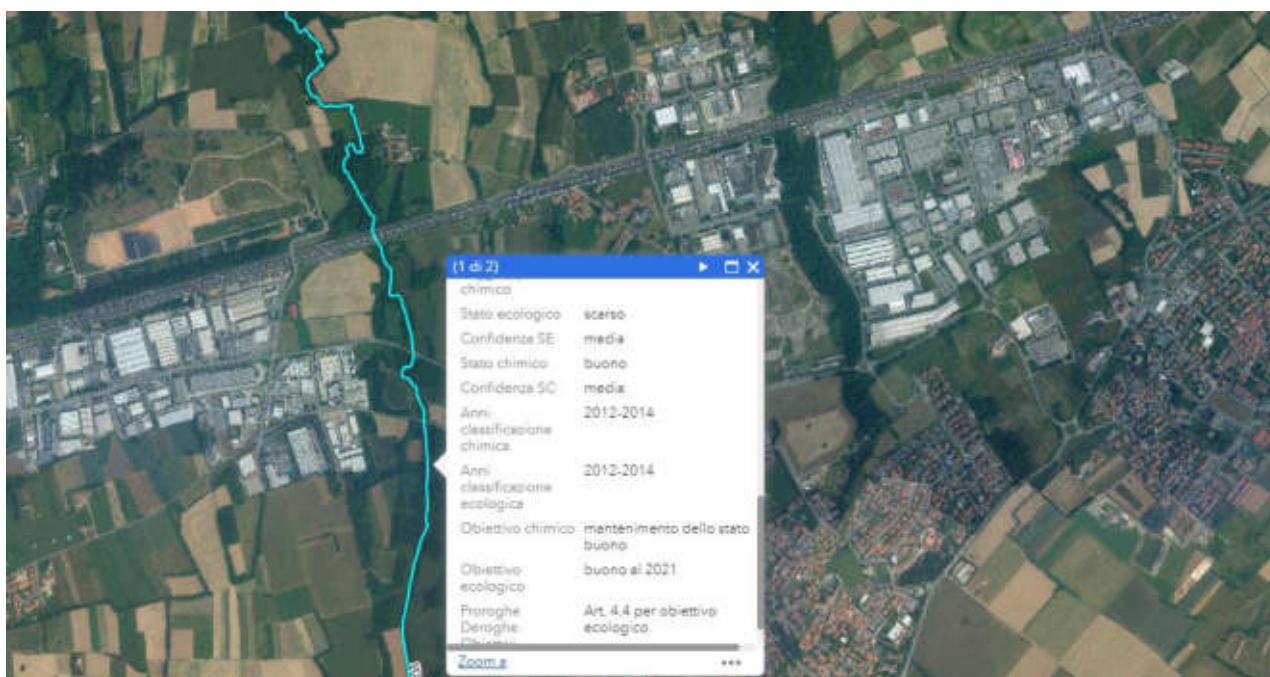 (1 di 2)
chimico
Stato ecologico scarso
Confidenza SE media
Stato chimico buono
Confidenza SC media
Anni 2012-2014
classificazione
chimica
Anni 2012-2014
classificazione
ecologica
Obiettivo chimico mantenimento dello stato
buono
Obiettivo buono al 2021
ecologico
Proroghe Art. 4.4 per obiettivo
Deroghe ecologico
Obiettivi
Zoom a